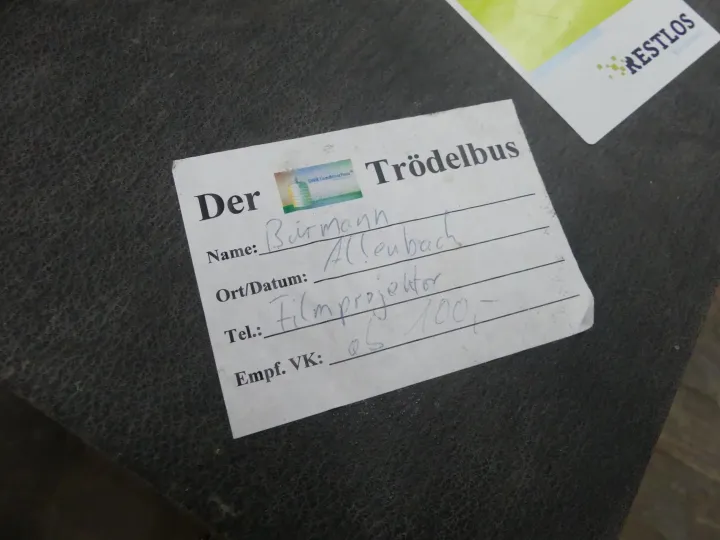 RESTLOS
Der Trödelbus
Name: Bürmann
Ort/Datum: Allenbach
Tel.: Filmprojektor
Empf. VK: ab 100,-